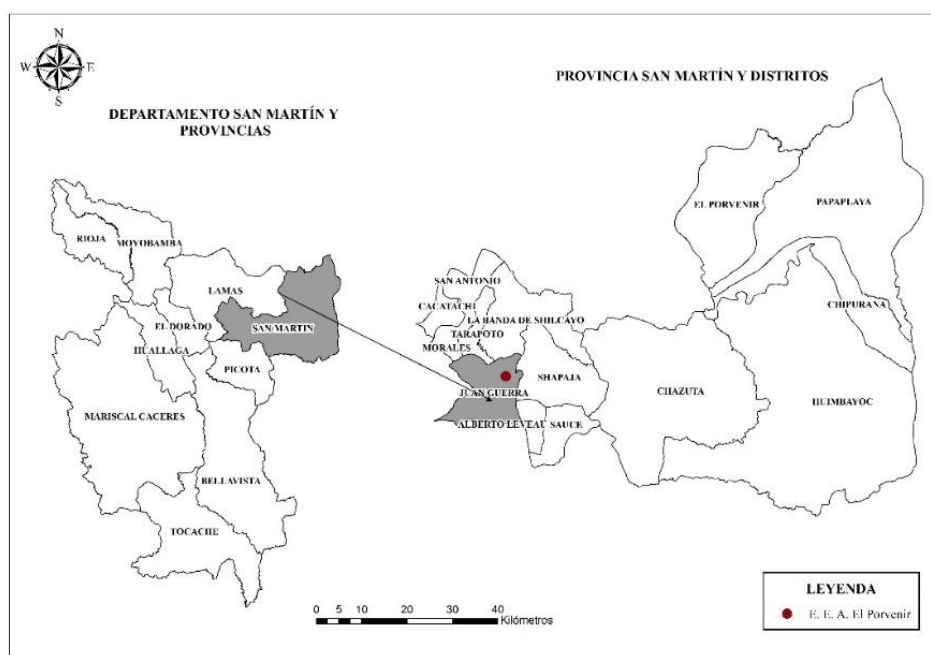 N
W E
S
DEPARTAMENTO SAN MARTÍN Y
PROVINCIAS
PROVINCIA SAN MARTÍN Y DISTRITOS
RIOJA
MOYOBAMBA
LAMAS
SAN MARTIN
EL DORADO
HUALLAGA
PICOTA
MARISCAL CACERES
BELLAVISTA
TOCACHE
EL PORVENIR
PAPAPLAYA
SAN ANTONIO
CACATACHI
LA BANDA DE SHILCAYO
TARAPOTO
MORALES
CHIPURANA
SHAPAJA
JUAN GUERRA
CHAZUTA
HUIMBAYOC
ALBERTO LEVEAU
SAUCE
0 5 10 20 30 40
Kilómetros
LEYENDA
E. E. A. El Porvenir